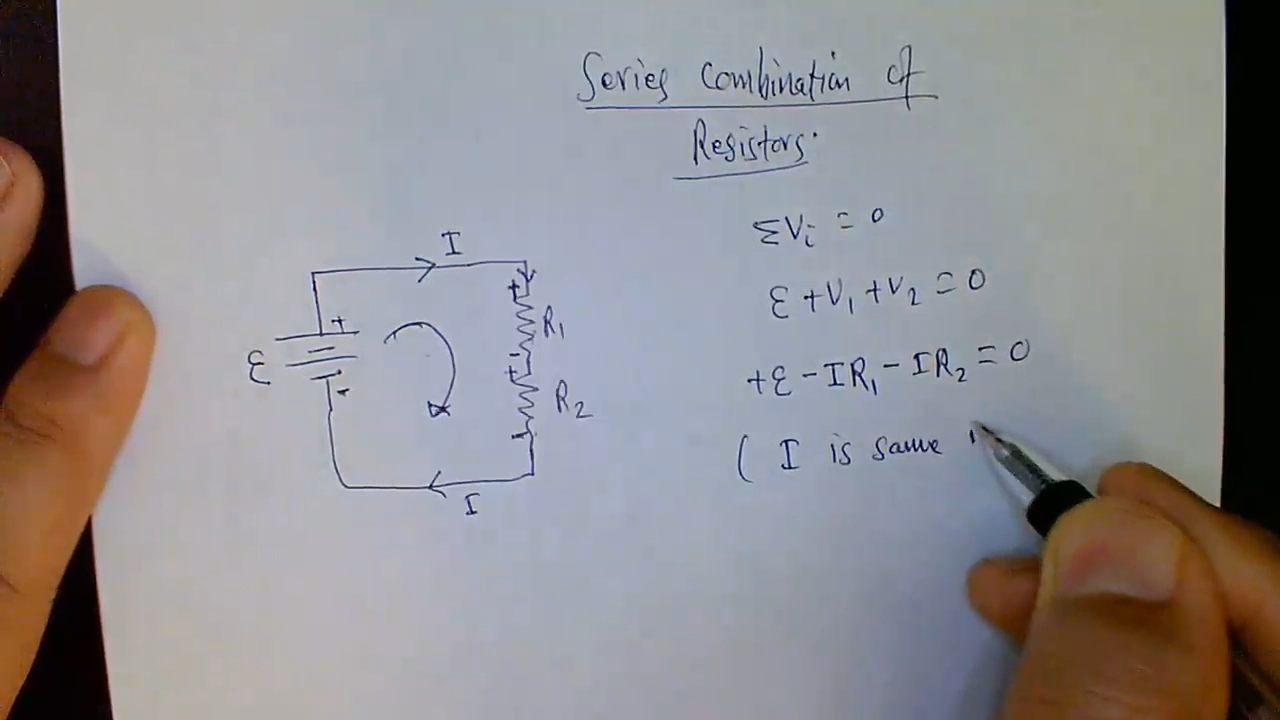 Series Combination of
Resistors.
ΣVi = 0
ε + V1 + V2 = 0
+ε - IR1 - IR2 = 0
( I is same
I
+
ε
+
R1
+
R2
I